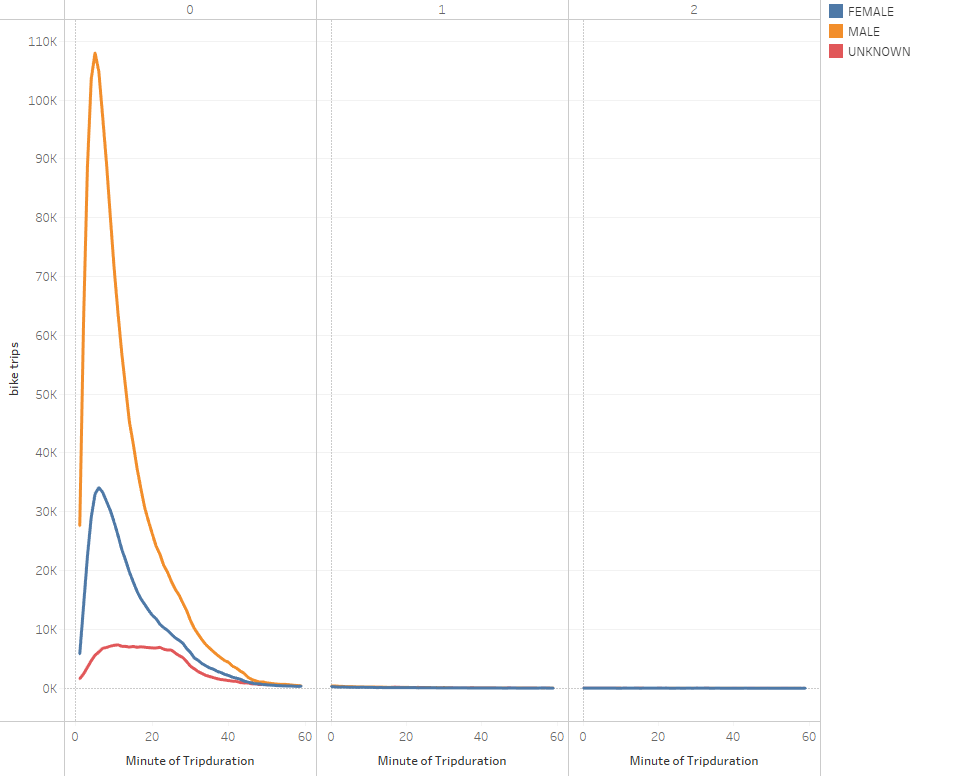 0 1 2
FEMALE
MALE
UNKNOWN
110K
100K
90K
80K
70K
60K
50K
40K
30K
20K
10K
0K
bike trips
0 20 40 60 0 20 40 60 0 20 40 60
Minute of Tripduration Minute of Tripduration Minute of Tripduration